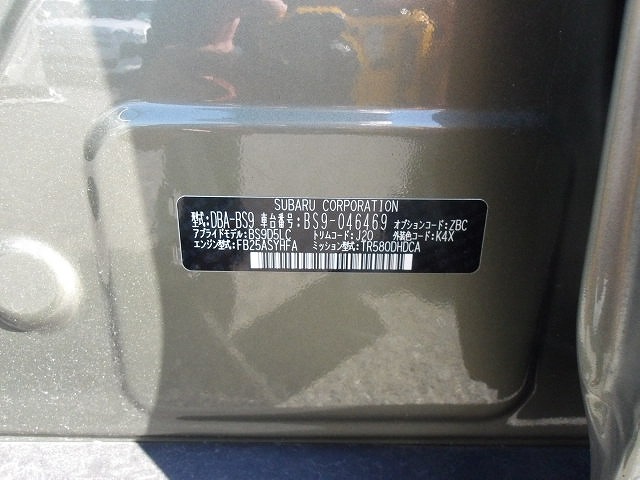 SUBARU CORPORATION
型式:DBA-BS9 車台番号:BS9-046469 オプションコード:ZBC
アプライドモデル:BS9D5LC トリムコード:J20 外装色コード:K4X
エンジン型式:FB25ASYHFA ミッション型式:TR580DHDCA